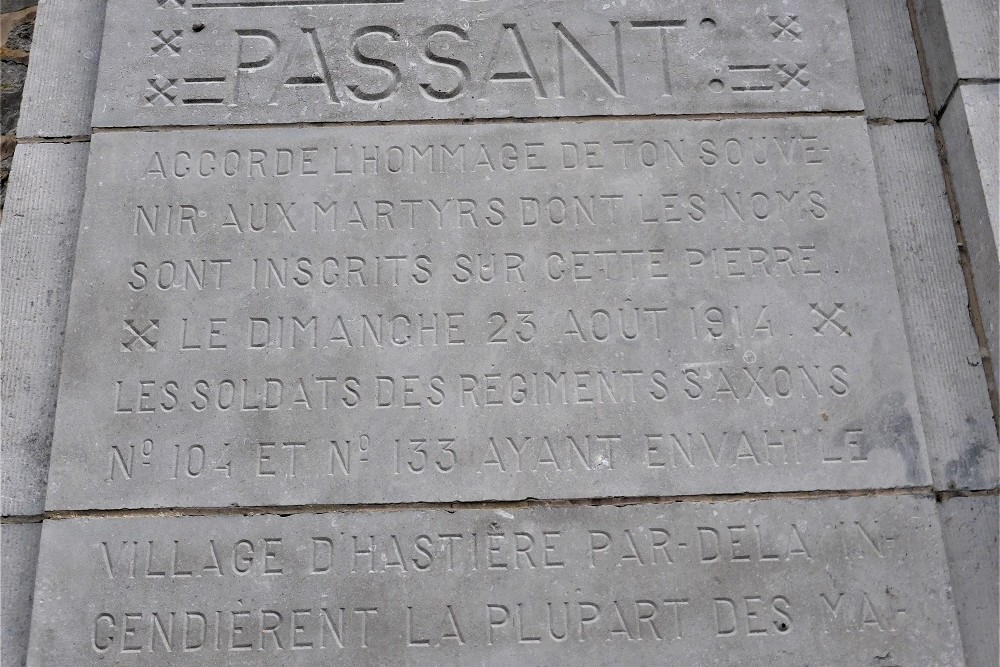 PASSANT:
ACCORDE L'HOMMAGE DE TON SOUVE-
NIR AUX MARTYRS DONT LES NOMS
SONT INSCRITS SUR CETTE PIERRE.
LE DIMANCHE 23 AOÛT 1914.
LES SOLDATS DES RÉGIMENTS SAXONS
Nº 104 ET Nº 133 AYANT ENVAHI LE
VILLAGE D'HASTIÈRE PAR-DELA IN-
CENDIÈRENT LA PLUPART DES MAI-